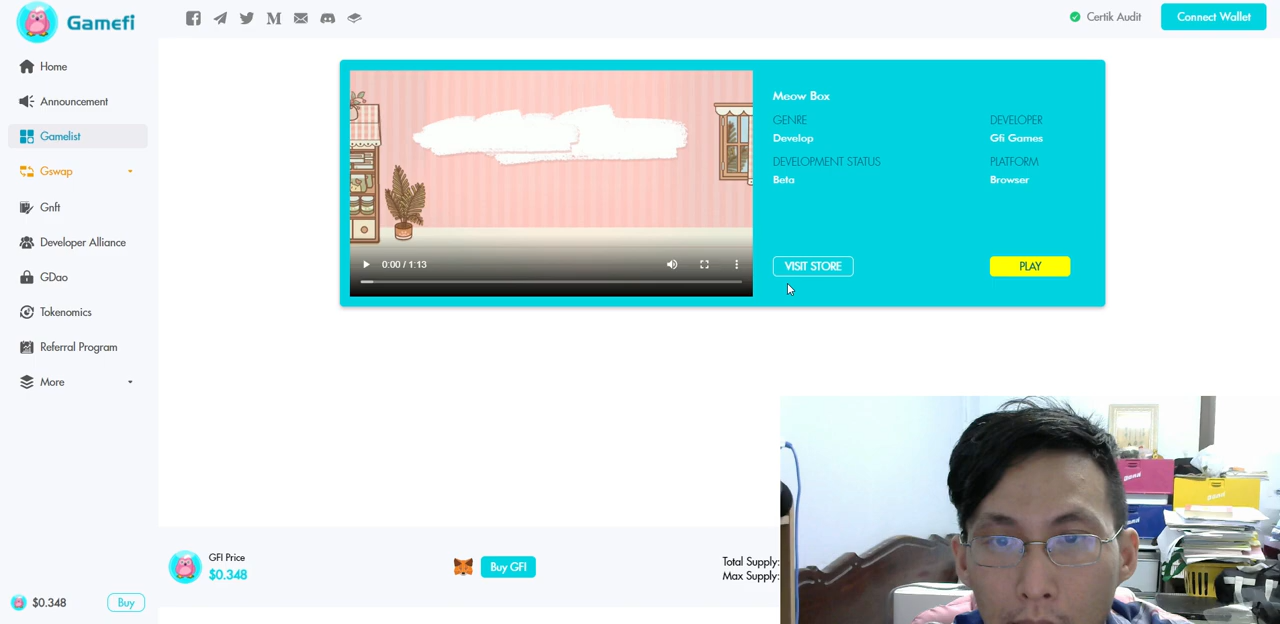 Gamefi
Certik Audit
Connect Wallet
Home
Announcement
Gamelist
Gswap
Gnft
Developer Alliance
GDao
Tokenomics
Referral Program
More
$0.348
Buy
0:00 / 1:13
Meow Box
GENRE
DEVELOPER
Develop
Gfi Games
DEVELOPMENT STATUS
PLATFORM
Beta
Browser
VISIT STORE
PLAY
GFI Price
$0.348
Buy GFI
Total Supply:
Max Supply: